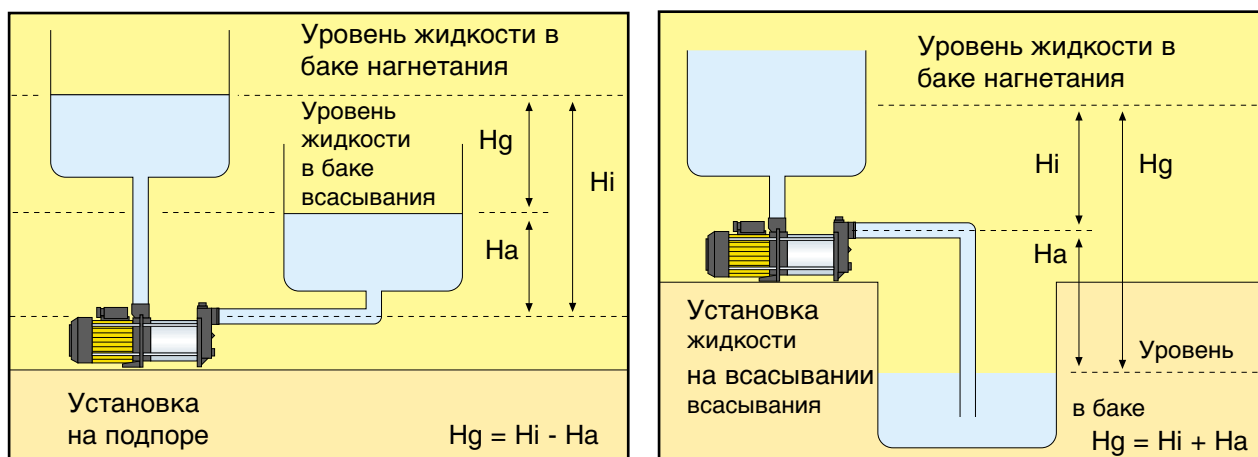 Уровень жидкости в
баке нагнетания
Уровень
жидкости
в баке
всасывания
Hg
Hi
Ha
Установка
на подпоре
Hg = Hi - Ha
Уровень жидкости в
баке нагнетания
Hi
Hg
Ha
Установка
жидкости
на всасывании
всасывания
Уровень
в баке
Hg = Hi + Ha